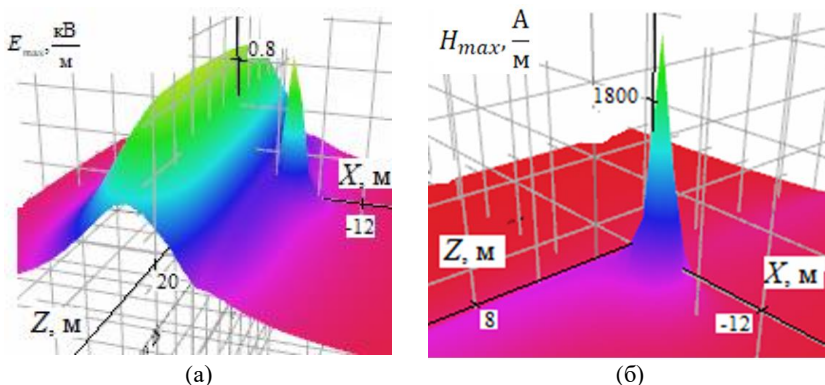 (а)
E_max, кВ/м
0.8
X, м
-12
20
Z, м
(б)
H_max, А/м
1800
Z, м
8
X, м
-12
(а)
(б)